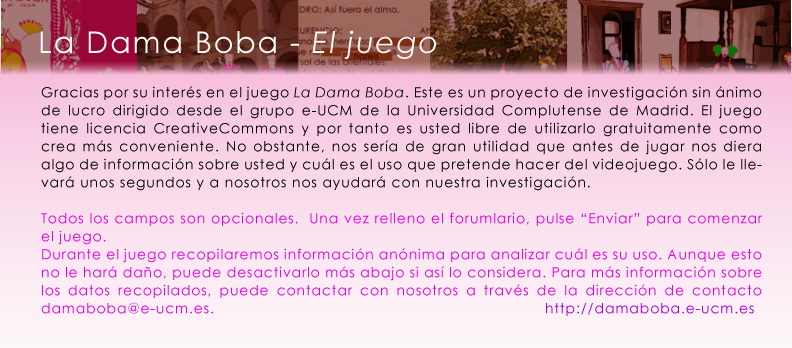 DRO: Así fuera el alma.
La Dama Boba - El juego
sol de las orientales
Gracias por su interés en el juego La Dama Boba. Este es un proyecto de investigación sin ánimo
de lucro dirigido desde el grupo e-UCM de la Universidad Complutense de Madrid. El juego
tiene licencia CreativeCommons y por tanto es usted libre de utilizarlo gratuitamente como
crea más conveniente. No obstante, nos sería de gran utilidad que antes de jugar nos diera
algo de información sobre usted y cuál es el uso que pretende hacer del videojuego. Sólo le lle-
vará unos segundos y a nosotros nos ayudará con nuestra investigación.
Todos los campos son opcionales. Una vez relleno el forumlario, pulse “Enviar” para comenzar
el juego.
Durante el juego recopilaremos información anónima para analizar cuál es su uso. Aunque esto
no le hará daño, puede desactivarlo más abajo si así lo considera. Para más información sobre
los datos recopilados, puede contactar con nosotros a través de la dirección de contacto
damaboba@e-ucm.es. http://damaboba.e-ucm.es